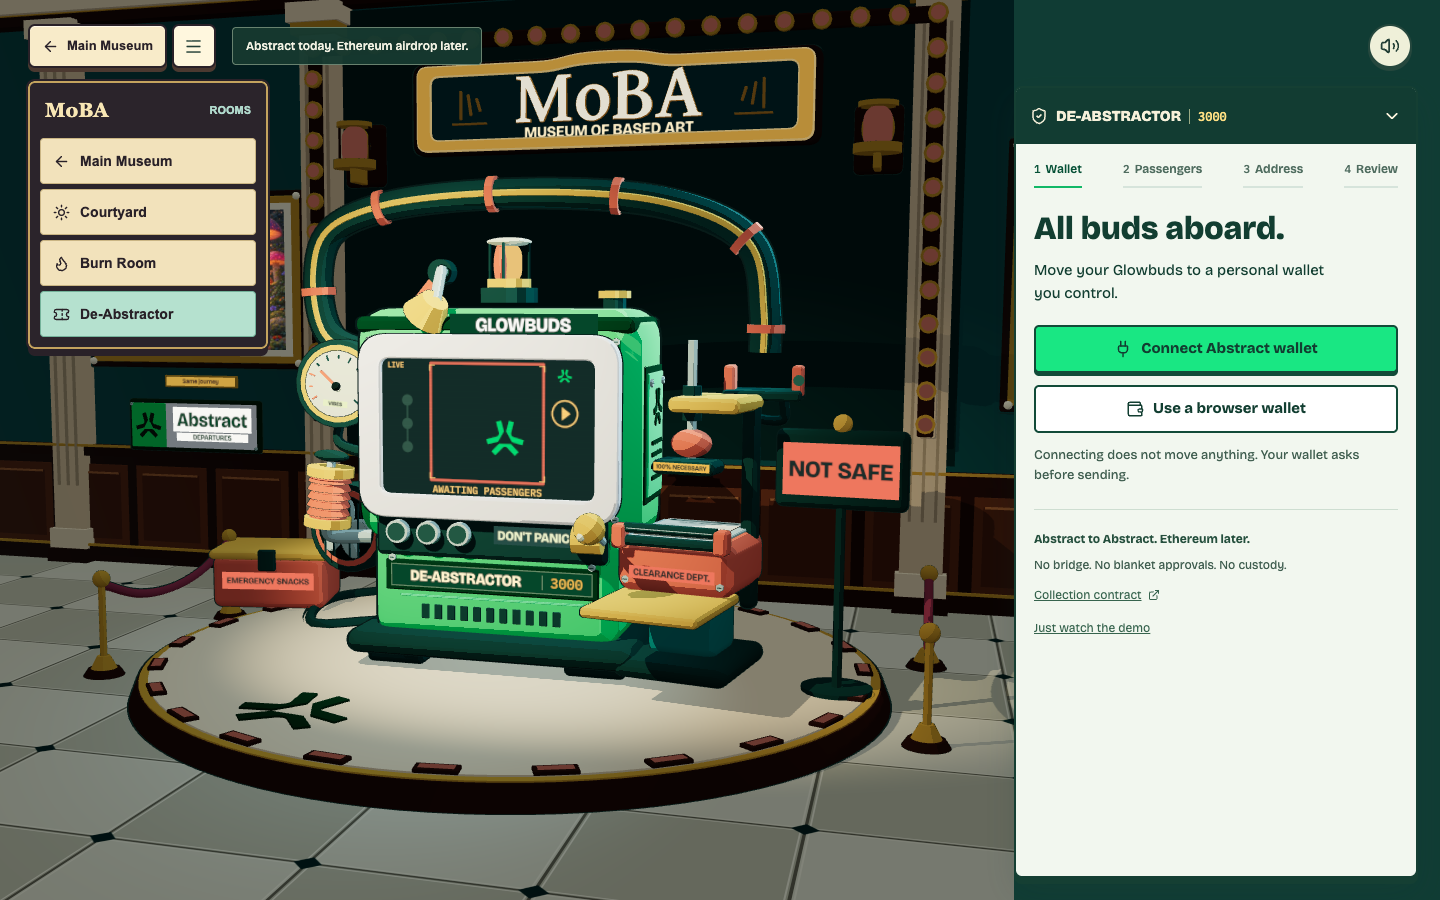 Main Museum
Abstract today. Ethereum airdrop later.
MoBA
ROOMS
Main Museum
Courtyard
Burn Room
De-Abstractor
MoBA
MUSEUM OF BASED ART
GLOWBUDS
LIVE
AWAITING PASSENGERS
VIBES
Same journey
Abstract
DEPARTURES
100% NECESSARY
NOT SAFE
DON'T PANIC
EMERGENCY SNACKS
DE-ABSTRACTOR | 3000
CLEARANCE DEPT.
DE-ABSTRACTOR | 3000
1 Wallet
2 Passengers
3 Address
4 Review
All buds aboard.
Move your Glowbuds to a personal wallet
you control.
Connect Abstract wallet
Use a browser wallet
Connecting does not move anything. Your wallet asks
before sending.
Abstract to Abstract. Ethereum later.
No bridge. No blanket approvals. No custody.
Collection contract
Just watch the demo